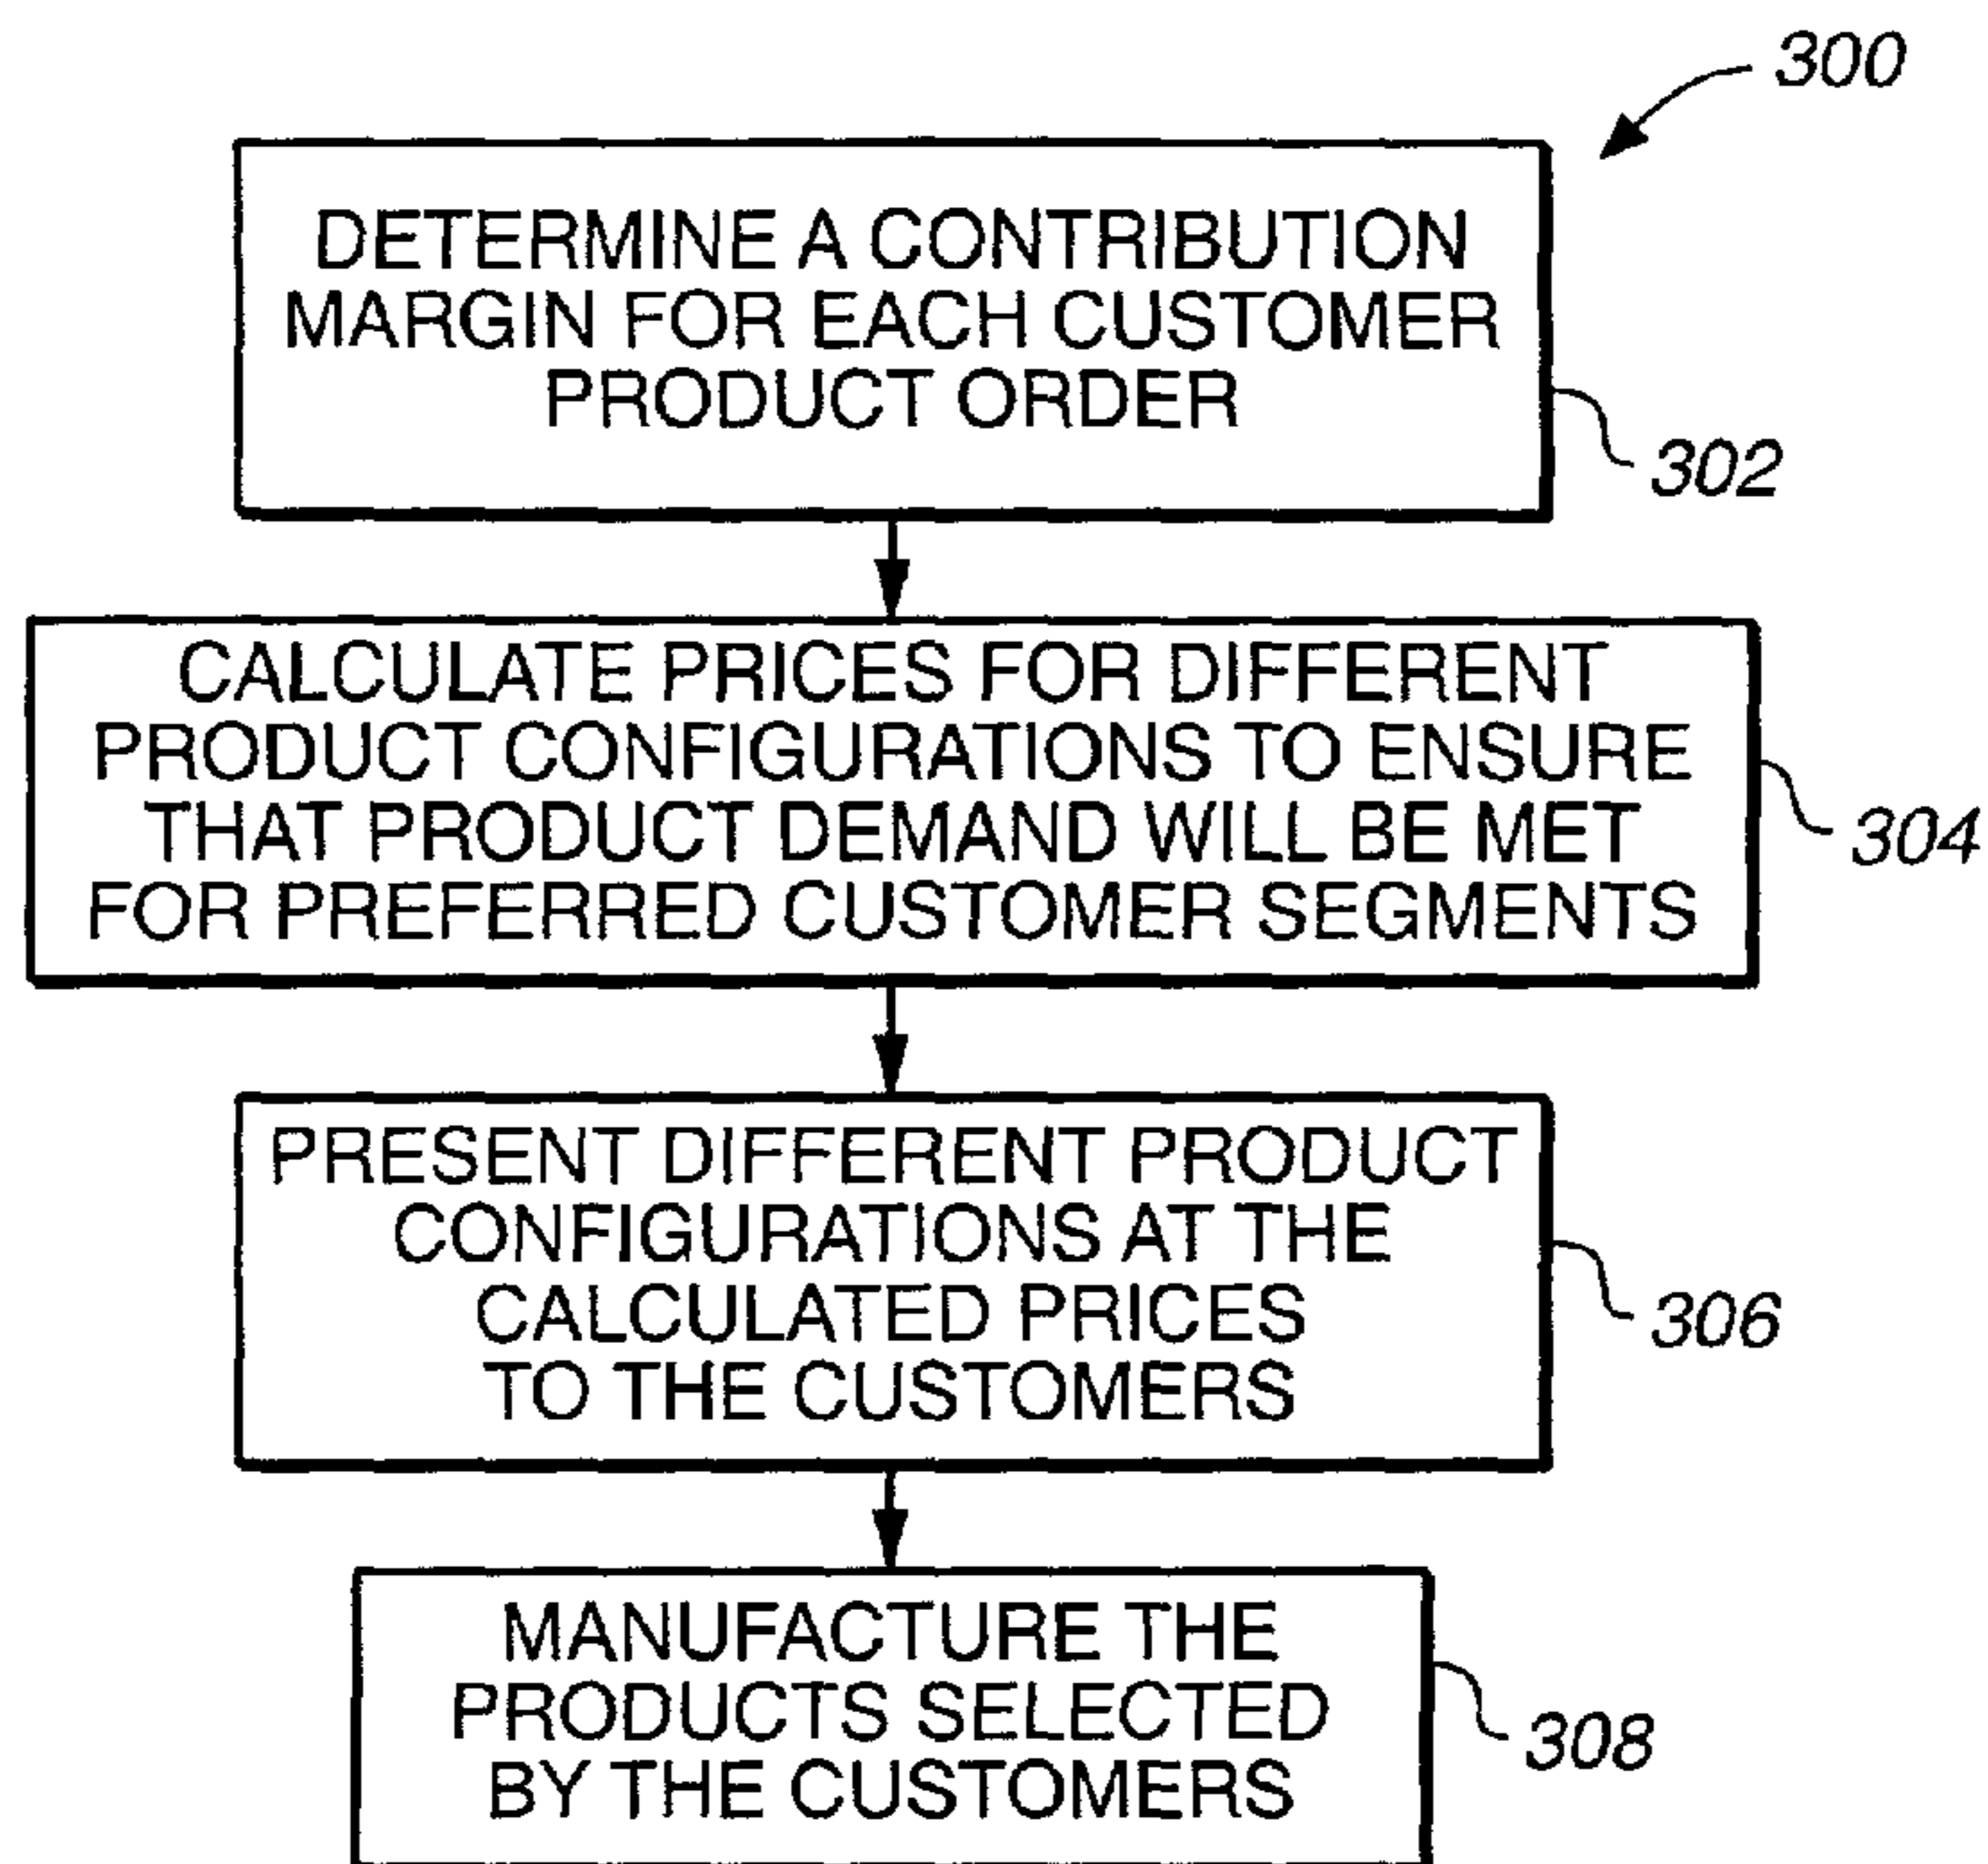 300
DETERMINE A CONTRIBUTION
MARGIN FOR EACH CUSTOMER
PRODUCT ORDER
302
CALCULATE PRICES FOR DIFFERENT
PRODUCT CONFIGURATIONS TO ENSURE
THAT PRODUCT DEMAND WILL BE MET
FOR PREFERRED CUSTOMER SEGMENTS
304
PRESENT DIFFERENT PRODUCT
CONFIGURATIONS AT THE
CALCULATED PRICES
TO THE CUSTOMERS
306
MANUFACTURE THE
PRODUCTS SELECTED
BY THE CUSTOMERS
308